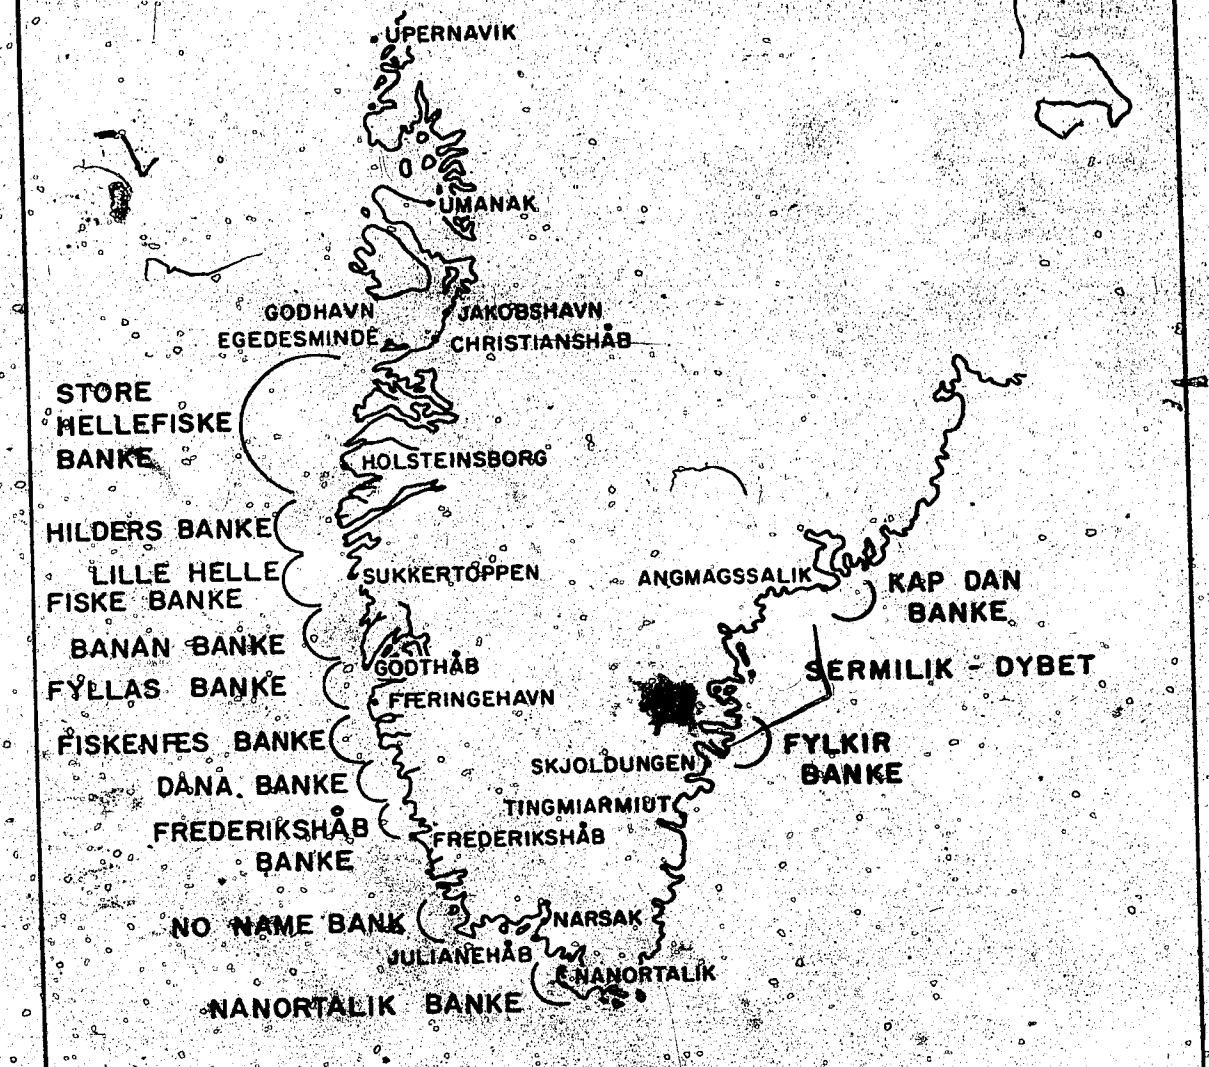 UPERNAVIK
UMANAK
GODHAVN
JAKOBSHAVN
EGEDESMINDE
CHRISTIANSHÅB
STORE
HELLEFISKE
BANKE
HOLSTEINSBORG
HILDERS BANKE
LILLE HELLE
FISKE BANKE
SUKKERTOPPEN
ANGMAGSSALIK
KAP DAN
BANKE
BANAN BANKE
GODTHÅB
SERMILIK - DYBET
FYLLAS BANKE
FÆRINGEHAVN
FISKENÆS BANKE
FYLKIR
BANKE
SKJOLDUNGEN
DANA BANKE
TINGMIARMIUT
FREDERIKSHÅB
BANKE
FREDERIKSHÅB
NO NAME BANK
NARSAK
JULIANEHÅB
NANORTALIK
NANORTALIK BANKE